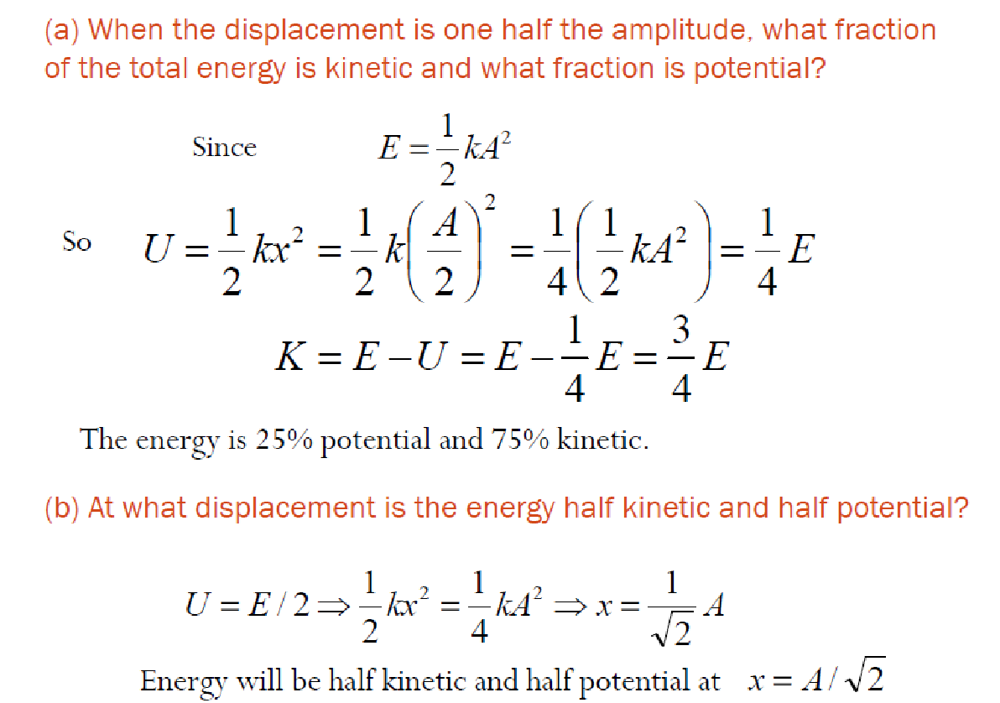 (a) When the displacement is one half the amplitude, what fraction
of the total energy is kinetic and what fraction is potential?
Since E = \frac{1}{2} kA^2
So U = \frac{1}{2} kx^2 = \frac{1}{2} k \left( \frac{A}{2} \right)^2 = \frac{1}{4} \left( \frac{1}{2} kA^2 \right) = \frac{1}{4} E
K = E - U = E - \frac{1}{4} E = \frac{3}{4} E
The energy is 25% potential and 75% kinetic.
(b) At what displacement is the energy half kinetic and half potential?
U = E / 2 \Rightarrow \frac{1}{2} kx^2 = \frac{1}{4} kA^2 \Rightarrow x = \frac{1}{\sqrt{2}} A
Energy will be half kinetic and half potential at x = A / \sqrt{2}